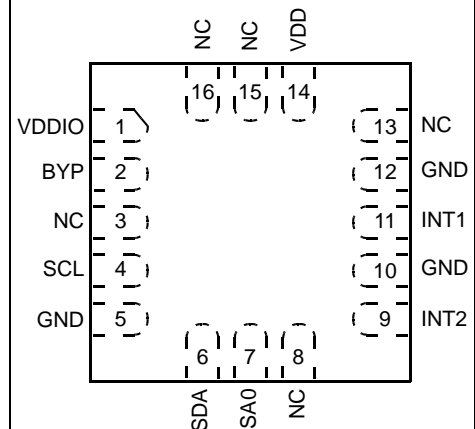 NC NC VDD
16 15 14
VDDIO 1 13 NC
BYP 2 12 GND
NC 3 11 INT1
SCL 4 10 GND
GND 5 9 INT2
6 7 8
SDA SA0 NC